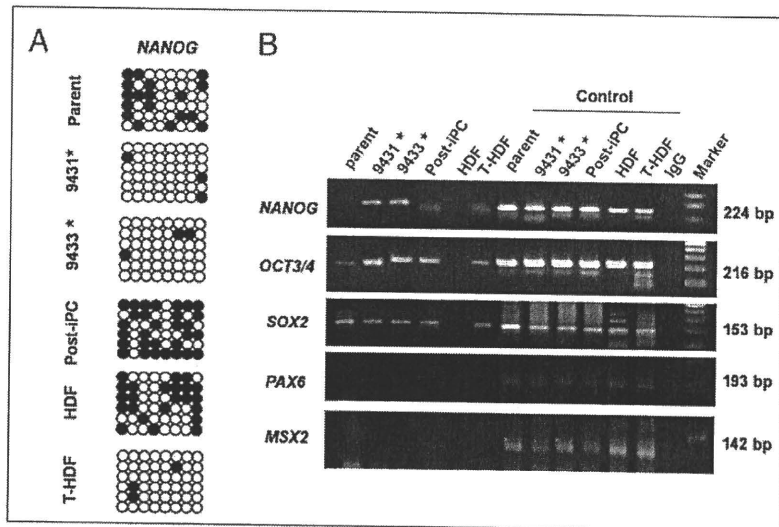 A
NANOG
Parent
9431*
9433 *
Post-iPC
HDF
T-HDF
B
Control
parent
9431 *
9433 *
Post-iPC
HDF
T-HDF
parent
9431 *
9433 *
Post-iPC
HDF
T-HDF
IgG
Marker
NANOG
224 bp
OCT3/4
216 bp
SOX2
153 bp
PAX6
193 bp
MSX2
142 bp